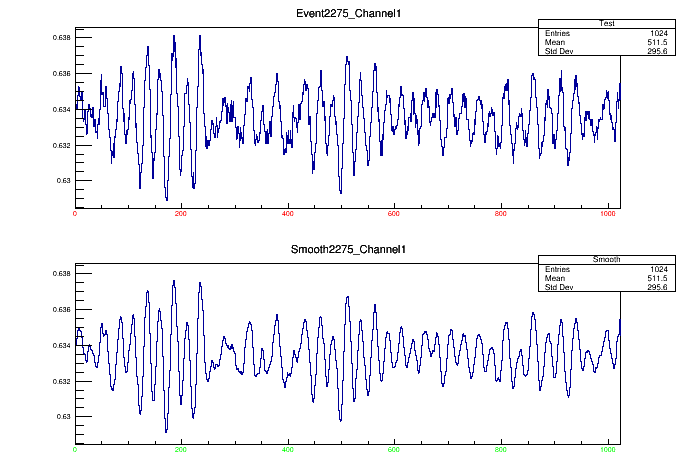 Event2275_Channel1
Test
Entries 1024
Mean 511.5
Std Dev 295.6
0.638
0.636
0.634
0.632
0.63
0 200 400 600 800 1000
Smooth2275_Channel1
Smooth
Entries 1024
Mean 511.5
Std Dev 295.6
0.638
0.636
0.634
0.632
0.63
0 200 400 600 800 1000